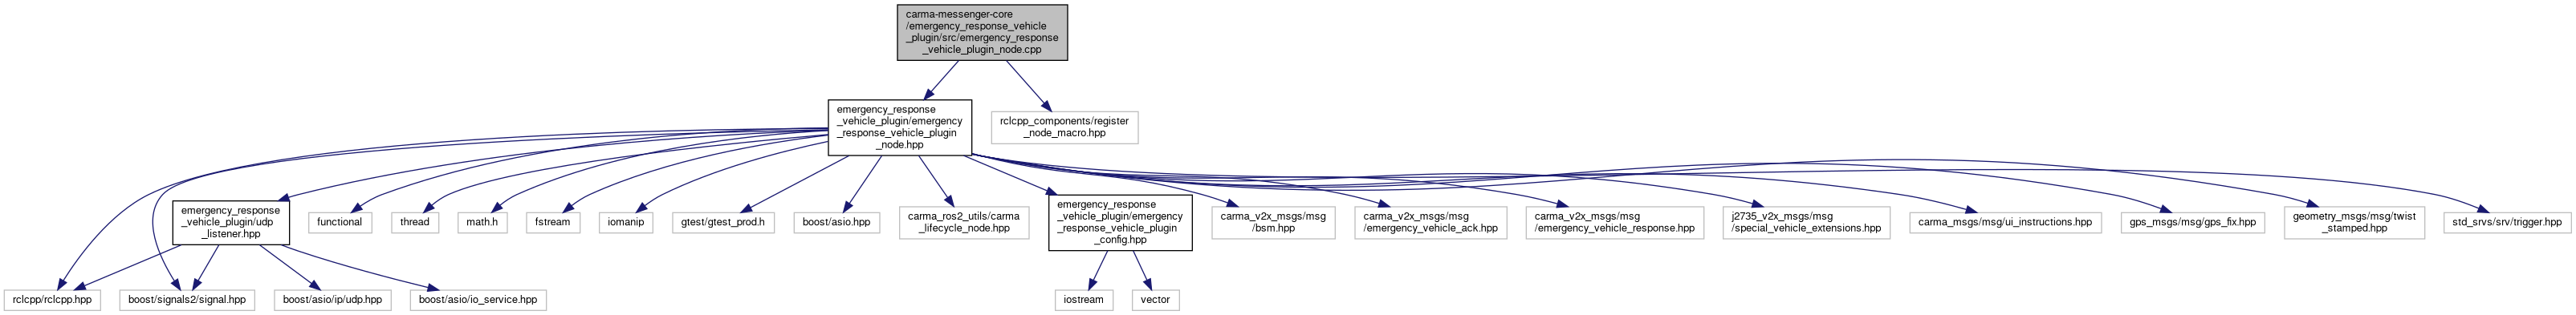 carma-messenger-core
/emergency_response_vehicle
_plugin/src/emergency_response
_vehicle_plugin_node.cpp
emergency_response
_vehicle_plugin/emergency
_response_vehicle_plugin
_node.hpp
rclcpp_components/register
_node_macro.hpp
emergency_response
_vehicle_plugin/udp
_listener.hpp
functional
thread
math.h
fstream
iomanip
gtest/gtest_prod.h
boost/asio.hpp
carma_ros2_utils/carma
_lifecycle_node.hpp
emergency_response
_vehicle_plugin/emergency
_response_vehicle_plugin
_config.hpp
carma_v2x_msgs/msg
/bsm.hpp
carma_v2x_msgs/msg
/emergency_vehicle_ack.hpp
carma_v2x_msgs/msg
/emergency_vehicle_response.hpp
j2735_v2x_msgs/msg
/special_vehicle_extensions.hpp
carma_msgs/msg/ui_instructions.hpp
gps_msgs/msg/gps_fix.hpp
geometry_msgs/msg/twist
_stamped.hpp
std_srvs/srv/trigger.hpp
rclcpp/rclcpp.hpp
boost/signals2/signal.hpp
boost/asio/ip/udp.hpp
boost/asio/io_service.hpp
iostream
vector